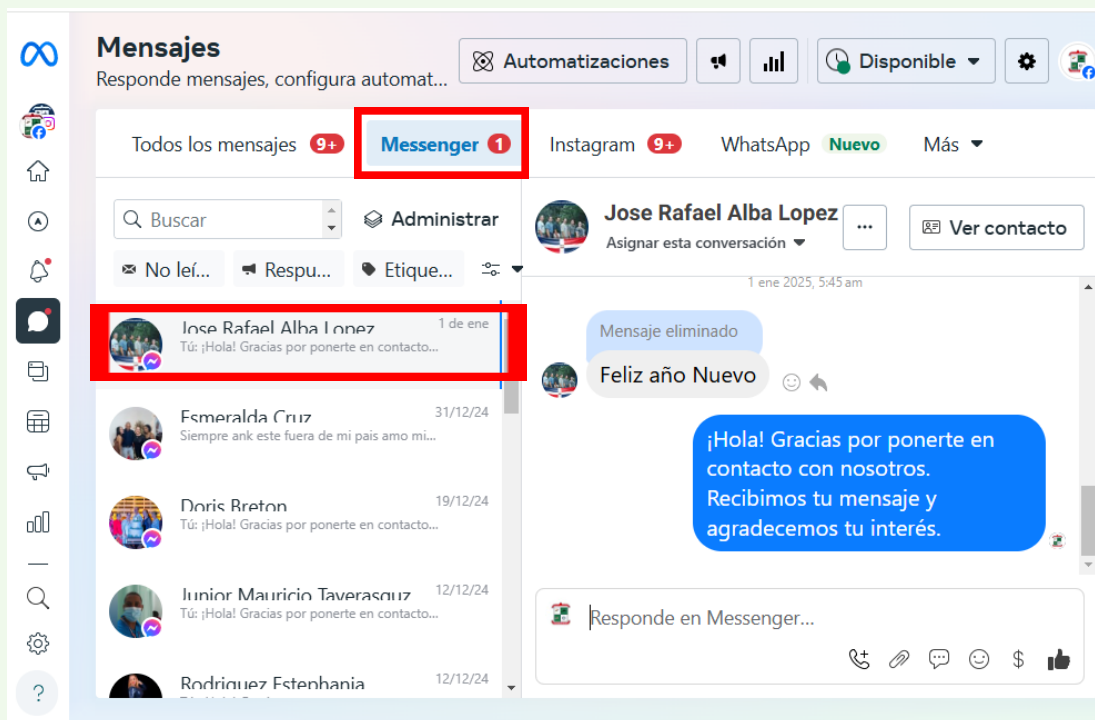 Mensajes
Responde mensajes, configura automat...
Automatizaciones
Disponible
Todos los mensajes 9+
Messenger 1
Instagram 9+
WhatsApp Nuevo
Más
Buscar
Administrar
No leí...
Respu...
Etique...
Jose Rafael Alba Lopez
1 de ene
Tú: ¡Hola! Gracias por ponerte en contacto...
Esmeralda Cruz
31/12/24
Siempre ank este fuera de mi pais amo mi...
Doris Breton
19/12/24
Tú: ¡Hola! Gracias por ponerte en contacto...
Junior Mauricio Taverasguz
12/12/24
Tú: ¡Hola! Gracias por ponerte en contacto...
Rodriguez Estephania
12/12/24
Jose Rafael Alba Lopez
Asignar esta conversación
...
Ver contacto
1 ene 2025, 5:45 am
Mensaje eliminado
Feliz año Nuevo
¡Hola! Gracias por ponerte en
contacto con nosotros.
Recibimos tu mensaje y
agradecemos tu interés.
Responde en Messenger...
$
?